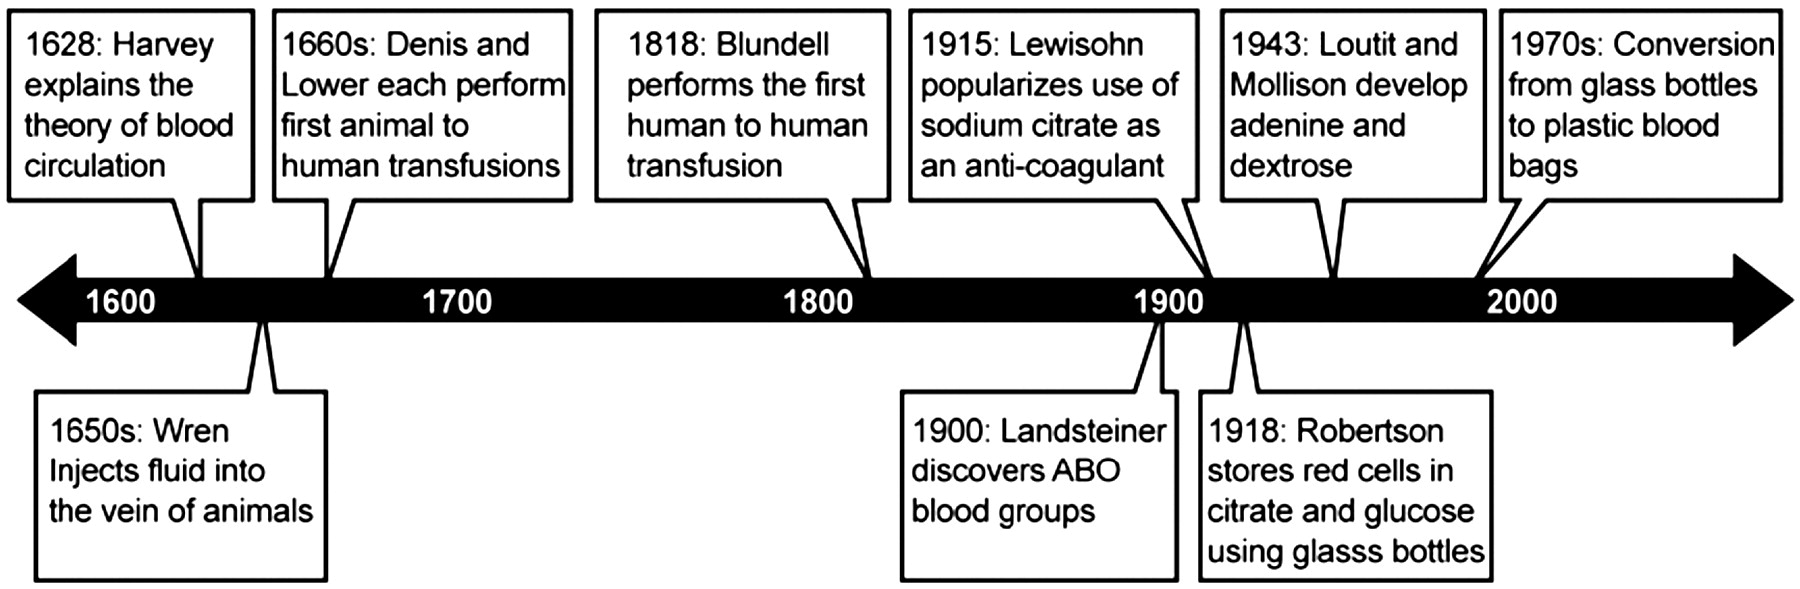 1628: Harvey
explains the
theory of blood
circulation
1660s: Denis and
Lower each perform
first animal to
human transfusions
1818: Blundell
performs the first
human to human
transfusion
1915: Lewisohn
popularizes use of
sodium citrate as
an anti-coagulant
1943: Loutit and
Mollison develop
adenine and
dextrose
1970s: Conversion
from glass bottles
to plastic blood
bags
1600 1700 1800 1900 2000
1650s: Wren
Injects fluid into
the vein of animals
1900: Landsteiner
discovers ABO
blood groups
1918: Robertson
stores red cells in
citrate and glucose
using glasss bottles